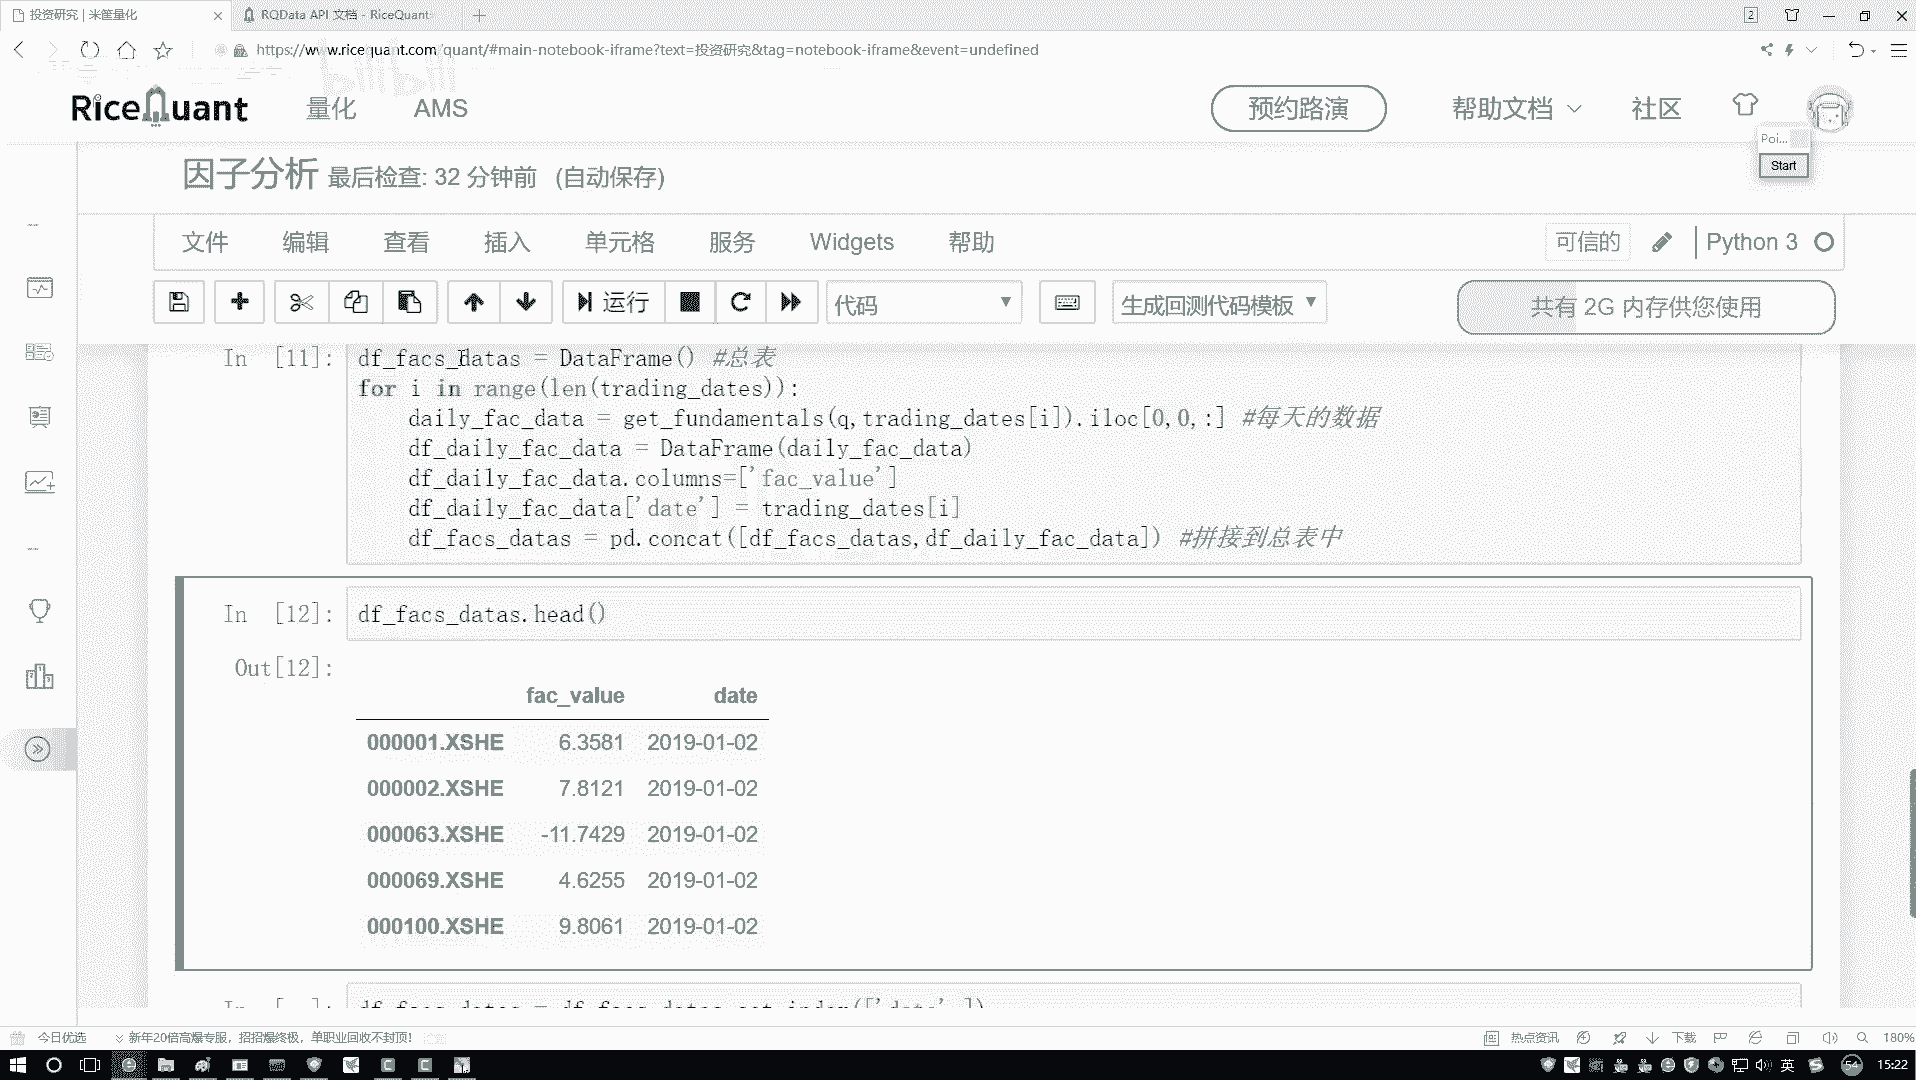 投资研究 | 米筐量化
RQData API 文档 - RiceQuant
2
https://www.ricequant.com/quant/#main-notebook-iframe?text=投资研究&tag=notebook-iframe&event=undefined
bilibili
RiceQuant 量化 AMS 预约路演 帮助文档 社区
Poi...
Start
因子分析 最后检查: 32 分钟前 (自动保存)
文件 编辑 查看 插入 单元格 服务 Widgets 帮助 可信的 Python 3
运行 代码 生成回测代码模板 共有 2G 内存供您使用
In [11]: df_facs_datas = DataFrame() #总表
for i in range(len(trading_dates)):
daily_fac_data = get_fundamentals(q,trading_dates[i]).iloc[0,0,:] #每天的数据
df_daily_fac_data = DataFrame(daily_fac_data)
df_daily_fac_data.columns=['fac_value']
df_daily_fac_data['date'] = trading_dates[i]
df_facs_datas = pd.concat([df_facs_datas,df_daily_fac_data]) #拼接到总表中
In [12]: df_facs_datas.head()
Out[12]:
fac_value date
000001.XSHE 6.3581 2019-01-02
000002.XSHE 7.8121 2019-01-02
000063.XSHE -11.7429 2019-01-02
000069.XSHE 4.6255 2019-01-02
000100.XSHE 9.8061 2019-01-02
今日优选 新年20倍高爆专服，招招爆终极，单职业回收不封顶！ 热点资讯 下载 180%
英 54 15:22